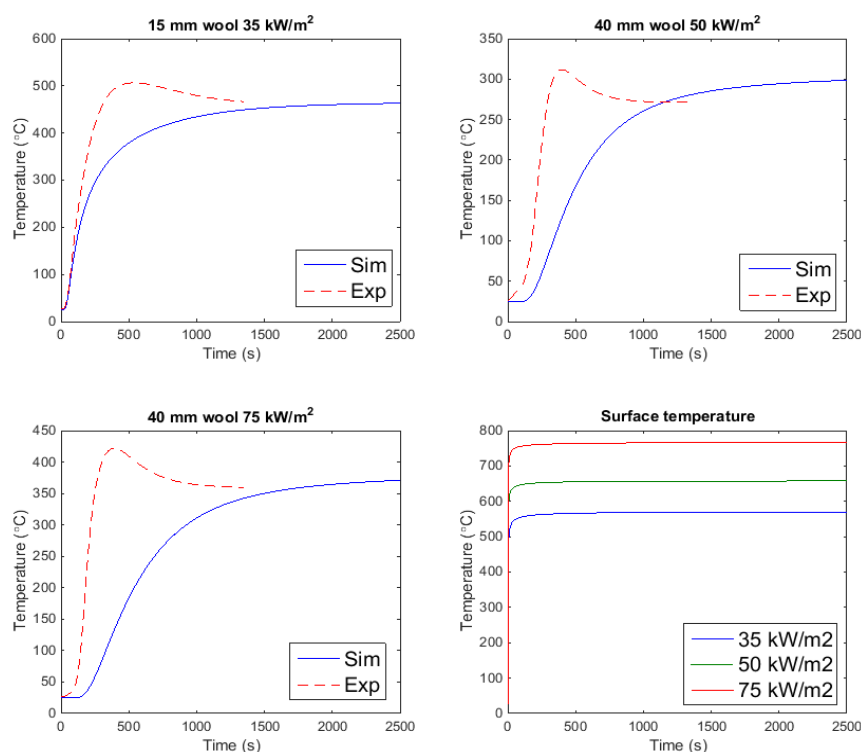 15 mm wool 35 kW/m²
600
500
400
300
200
100
0
Temperature (°C)
0 500 1000 1500 2000 2500
Time (s)
Sim
Exp
40 mm wool 50 kW/m²
350
300
250
200
150
100
50
0
Temperature (°C)
0 500 1000 1500 2000 2500
Time (s)
Sim
Exp
40 mm wool 75 kW/m²
450
400
350
300
250
200
150
100
50
0
Temperature (°C)
0 500 1000 1500 2000 2500
Time (s)
Sim
Exp
Surface temperature
800
700
600
500
400
300
200
100
0
Temperature (°C)
0 500 1000 1500 2000 2500
Time (s)
35 kW/m2
50 kW/m2
75 kW/m2